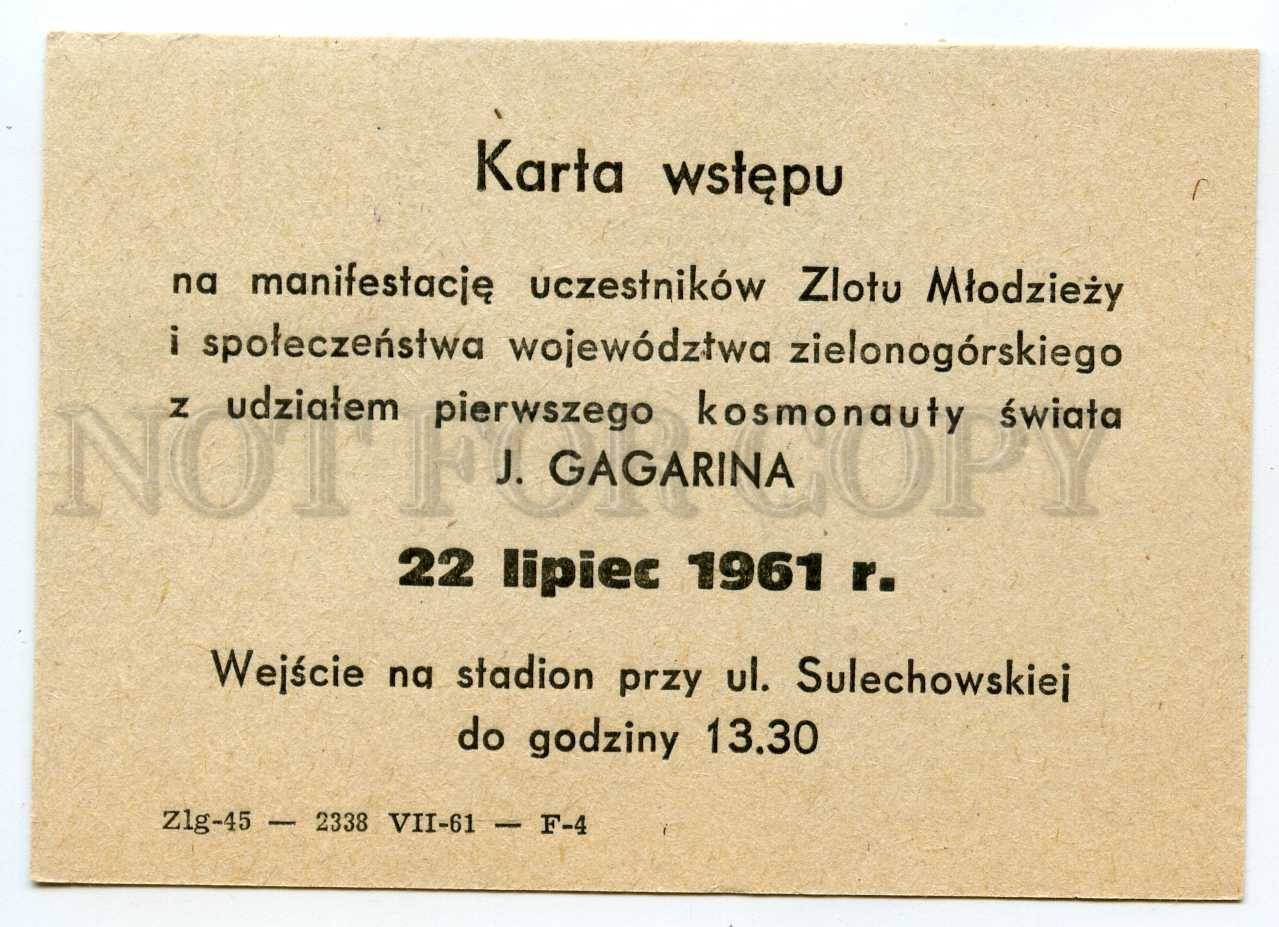 Karta wstępu
na manifestację uczestników Zlotu Młodzieży
i społeczeństwa województwa zielonogórskiego
z udziałem pierwszego kosmonauty świata
NOT FOR COPY
J. GAGARINA
22 lipiec 1961 r.
Wejście na stadion przy ul. Sulechowskiej
do godziny 13.30
Zlg-45 — 2338 VII-61 — F-4